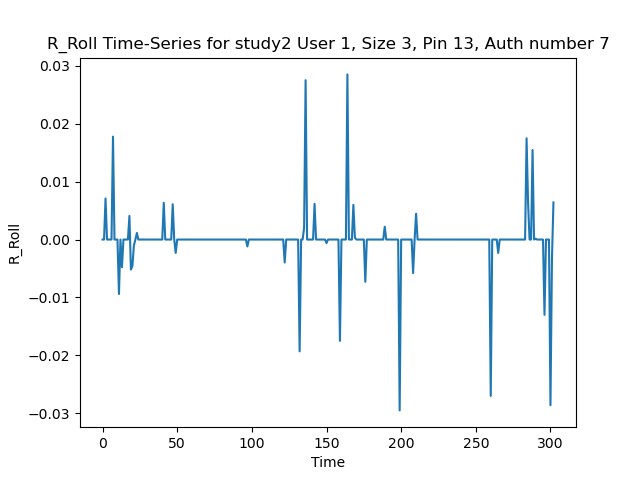 R_Roll Time-Series for study2 User 1, Size 3, Pin 13, Auth number 7
0.03
0.02
0.01
0.00
−0.01
−0.02
−0.03
R_Roll
0 50 100 150 200 250 300
Time